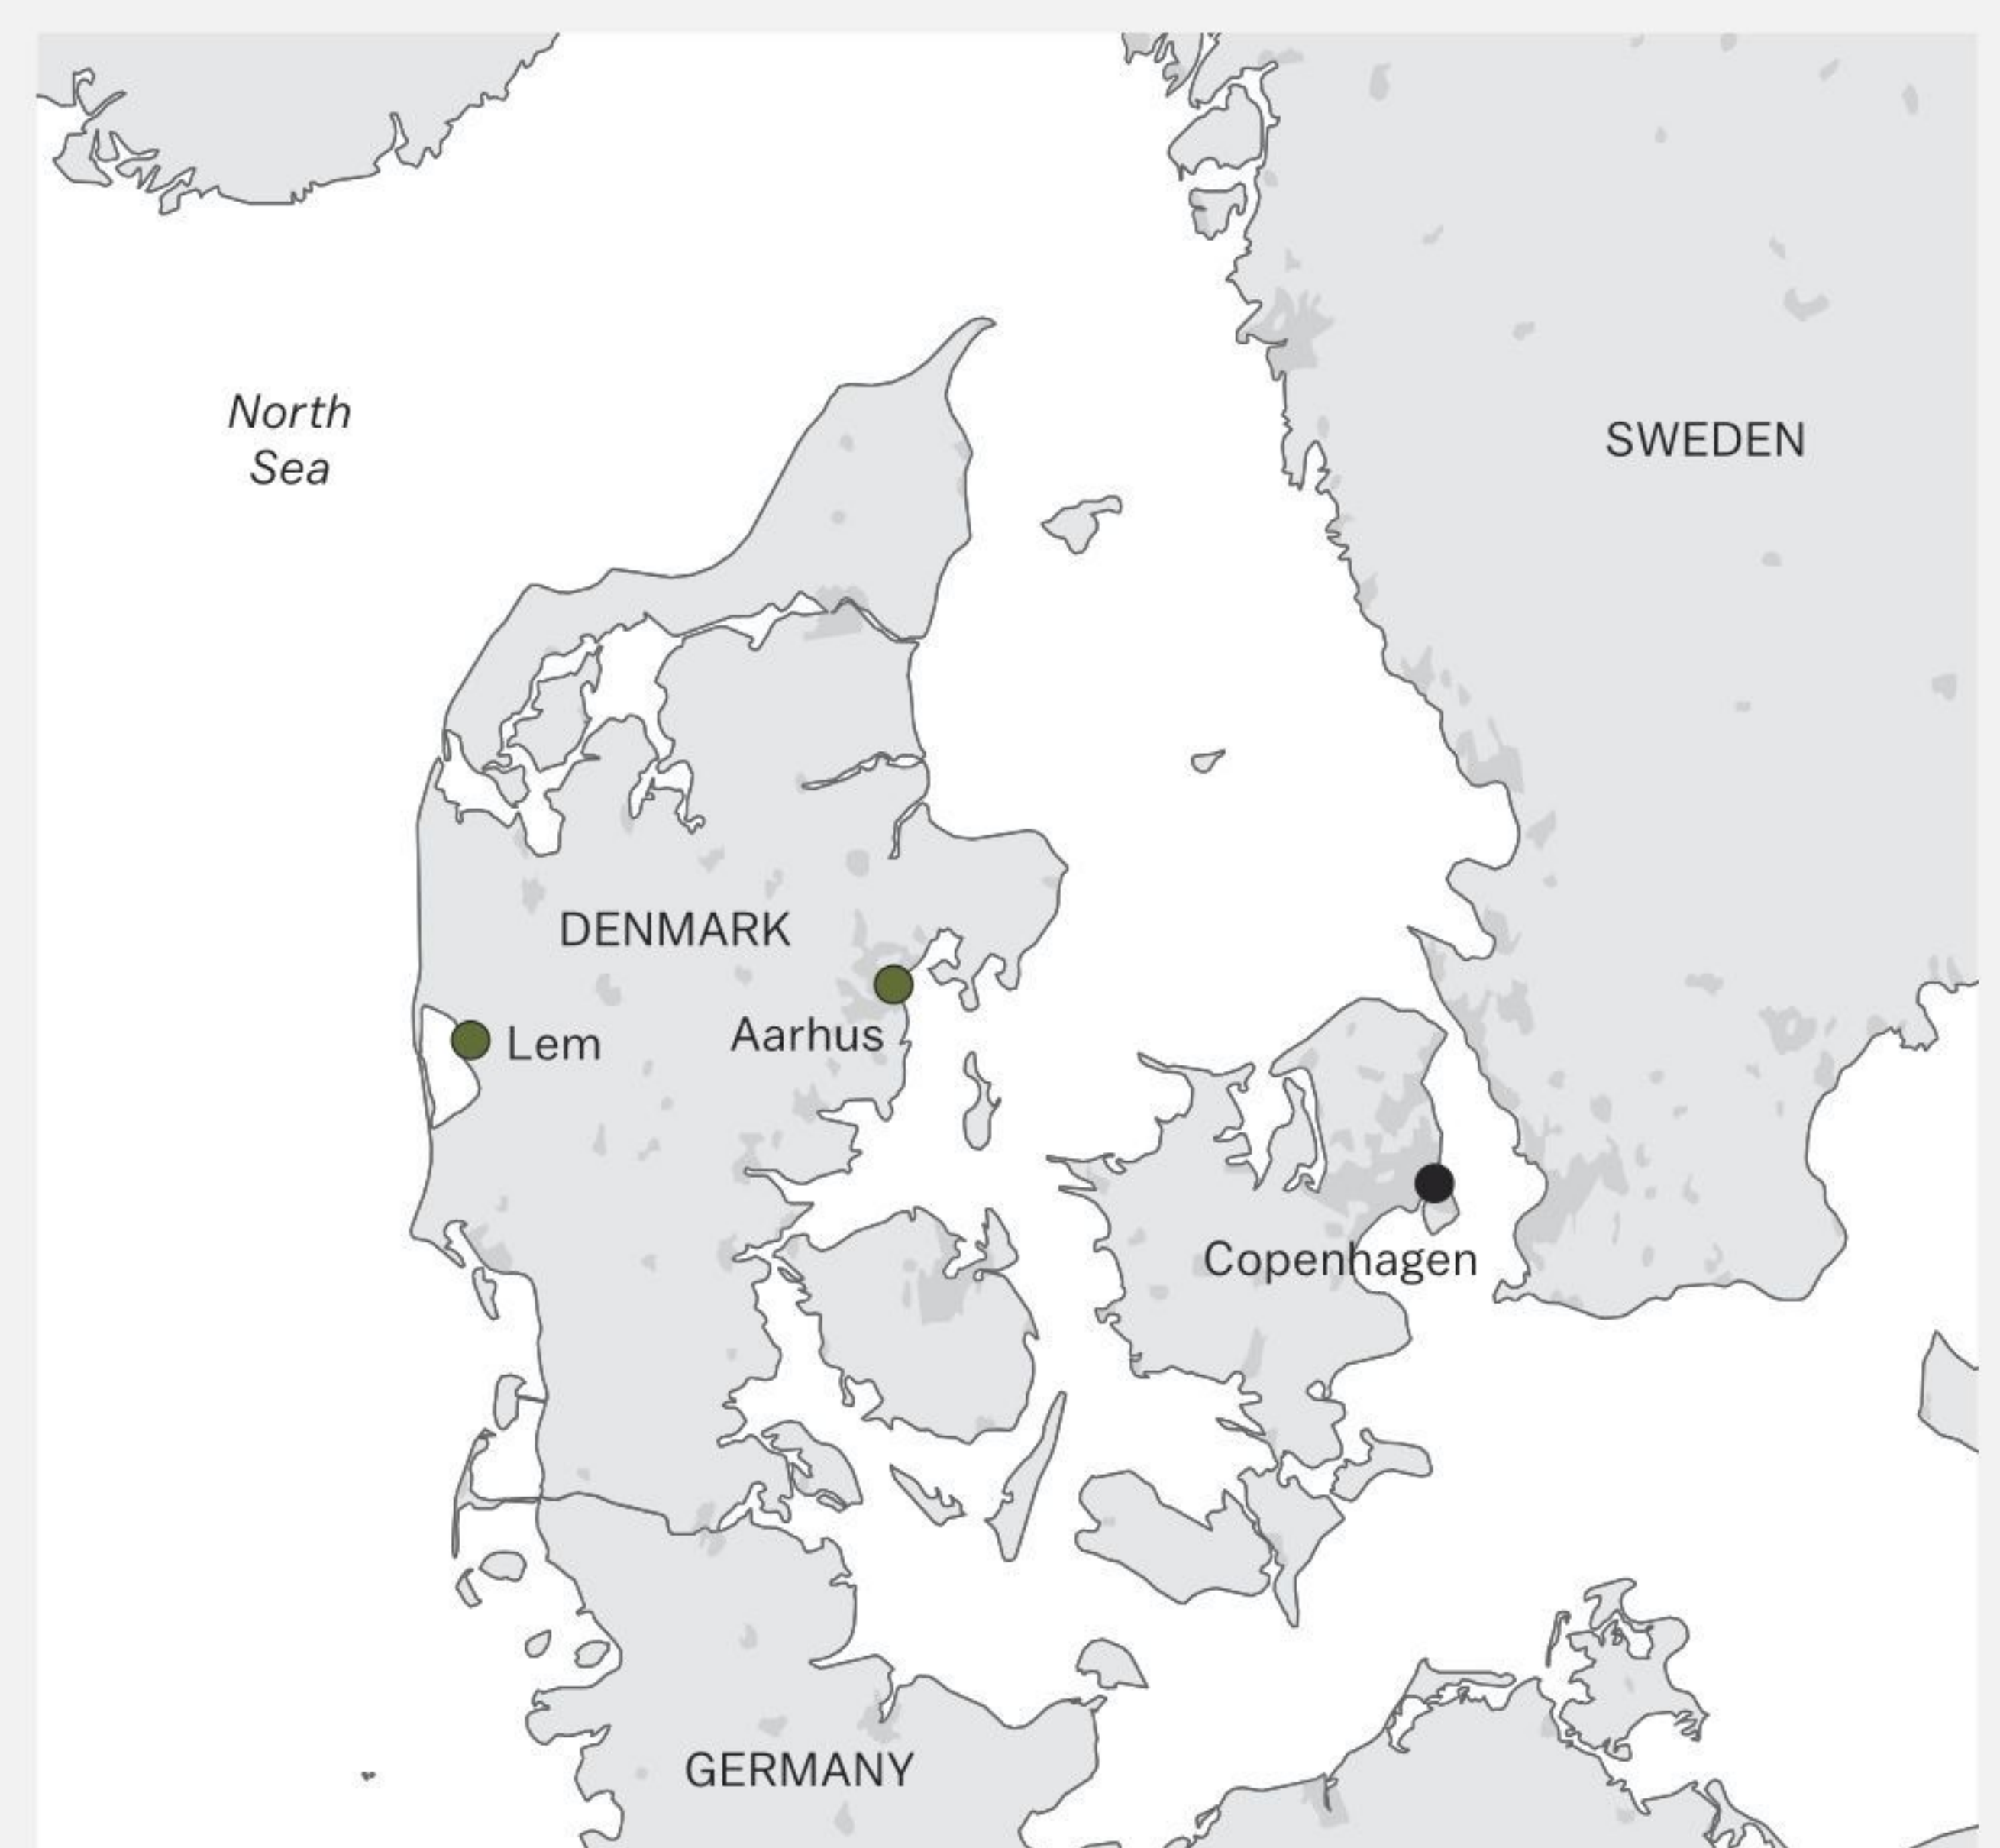 North
Sea
SWEDEN
DENMARK
Lem
Aarhus
Copenhagen
GERMANY